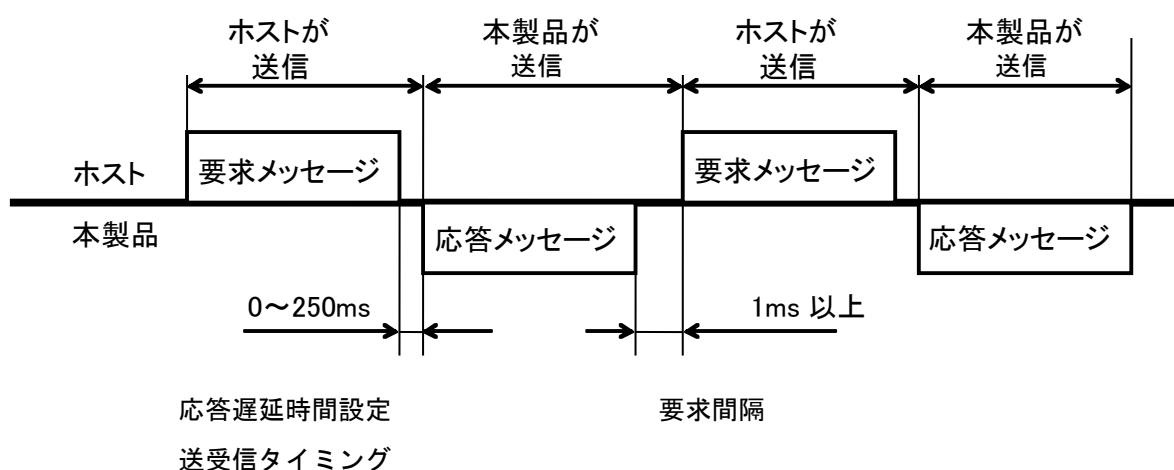 ホストが
送信
本製品が
送信
ホストが
送信
本製品が
送信
ホスト
要求メッセージ
要求メッセージ
本製品
応答メッセージ
応答メッセージ
0～250ms
1ms 以上
応答遅延時間設定
要求間隔
送受信タイミング